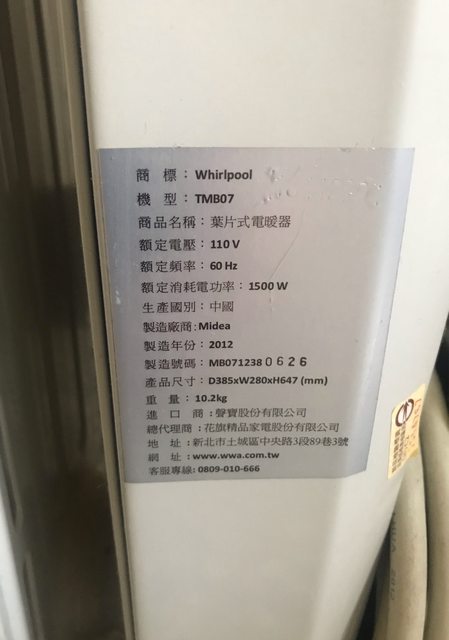 商 標：Whirlpool
機 型：TMB07
商品名稱：葉片式電暖器
額定電壓：110 V
額定頻率：60 Hz
額定消耗電功率：1500 W
生產國別：中國
製造廠商：Midea
製造年份：2012
製造號碼：MB0712380626
產品尺寸：D385xW280xH647 (mm)
重 量：10.2kg
進 口 商：聲寶股份有限公司
總代理商：花旗精品家電股份有限公司
地 址：新北市土城區中央路3段89巷3號
網 址：www.wwa.com.tw
客服專線：0809-010-666